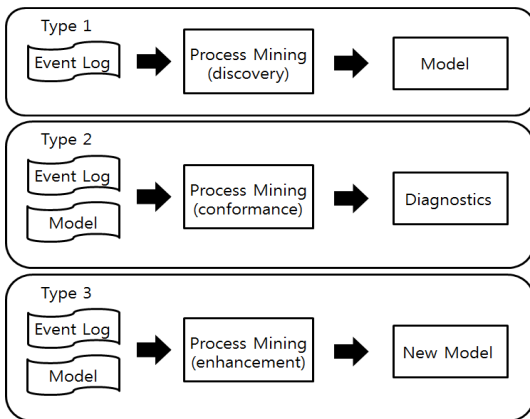 Type 1
Event Log
Process Mining
(discovery)
Model
Type 2
Event Log
Model
Process Mining
(conformance)
Diagnostics
Type 3
Event Log
Model
Process Mining
(enhancement)
New Model